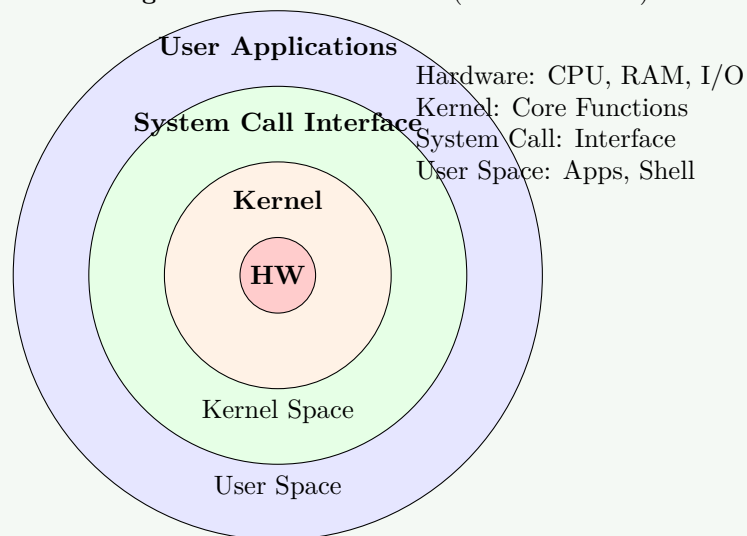 User Applications
Hardware: CPU, RAM, I/O
Kernel: Core Functions
System Call Interface
System Call: Interface
User Space: Apps, Shell
Kernel
HW
Kernel Space
User Space